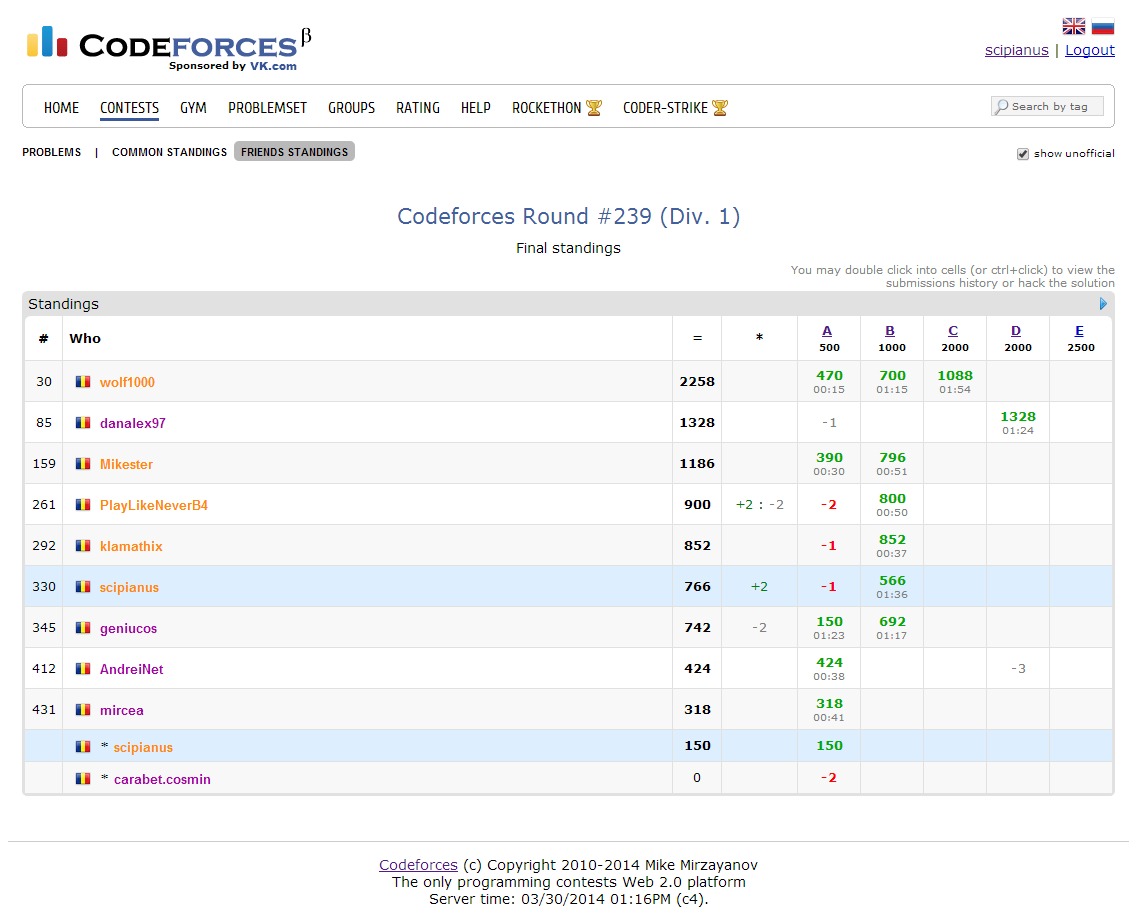 CODEFORCES β
Sponsored by VK.com
scipianus | Logout
HOME CONTESTS GYM PROBLEMSET GROUPS RATING HELP ROCKETHON CODER-STRIKE Search by tag
PROBLEMS | COMMON STANDINGS FRIENDS STANDINGS show unofficial
Codeforces Round #239 (Div. 1)
Final standings
You may double click into cells (or ctrl+click) to view the
submissions history or hack the solution
Standings
# Who = * A B C D E
500 1000 2000 2000 2500
30 wolf1000 2258 470 700 1088
00:15 01:15 01:54
85 danalex97 1328 -1 1328
01:24
159 Mikester 1186 390 796
00:30 00:51
261 PlayLikeNeverB4 900 +2 : -2 -2 800
00:50
292 klamathix 852 -1 852
00:37
330 scipianus 766 +2 -1 566
01:36
345 geniucos 742 -2 150 692
01:23 01:17
412 AndreiNet 424 424 -3
00:38
431 mircea 318 318
00:41
* scipianus 150 150
* carabet.cosmin 0 -2
Codeforces (c) Copyright 2010-2014 Mike Mirzayanov
The only programming contests Web 2.0 platform
Server time: 03/30/2014 01:16PM (c4).